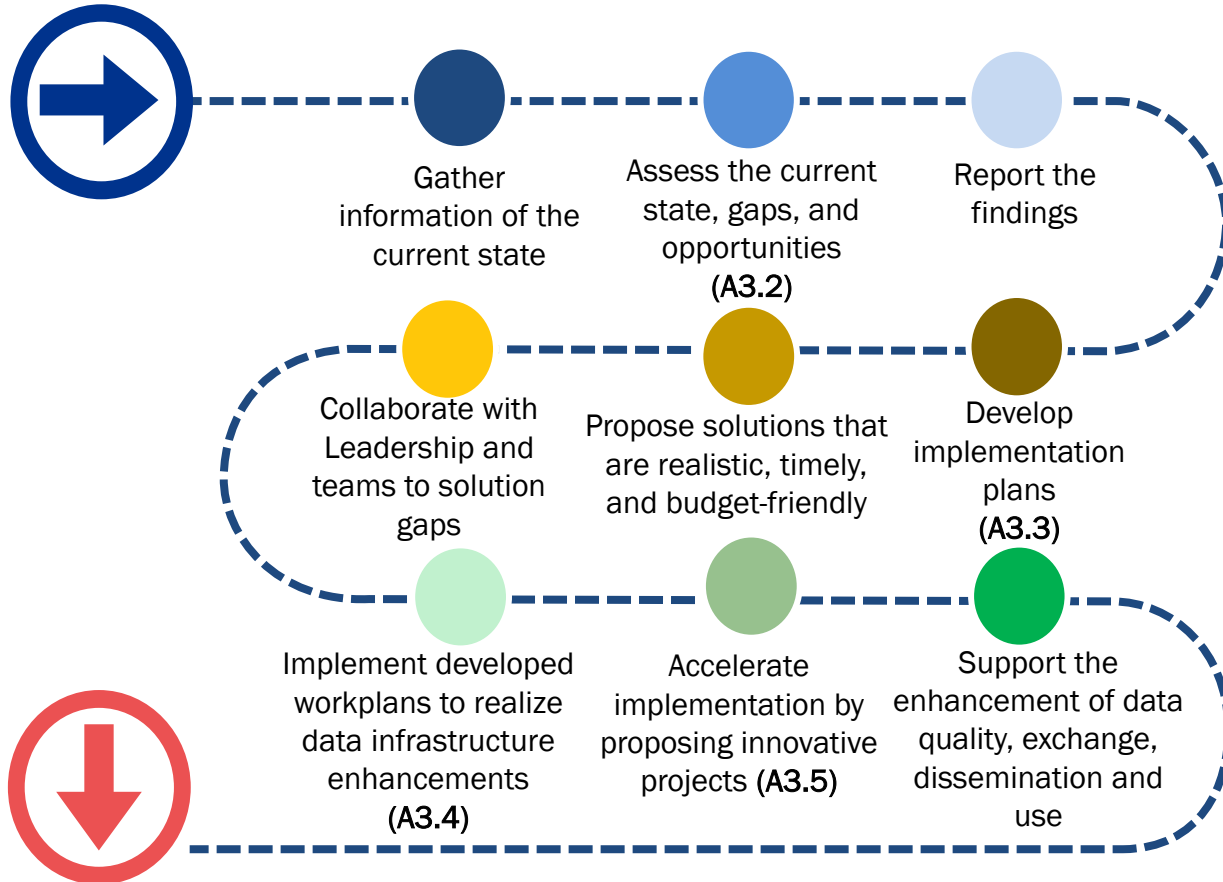 Gather
information of the
current state
Assess the current
state, gaps, and
opportunities
(A3.2)
Report the
findings
Collaborate with
Leadership and
teams to solution
gaps
Propose solutions that
are realistic, timely,
and budget-friendly
Develop
implementation
plans
(A3.3)
Implement developed
workplans to realize
data infrastructure
enhancements
(A3.4)
Accelerate
implementation by
proposing innovative
projects (A3.5)
Support the
enhancement of data
quality, exchange,
dissemination and
use